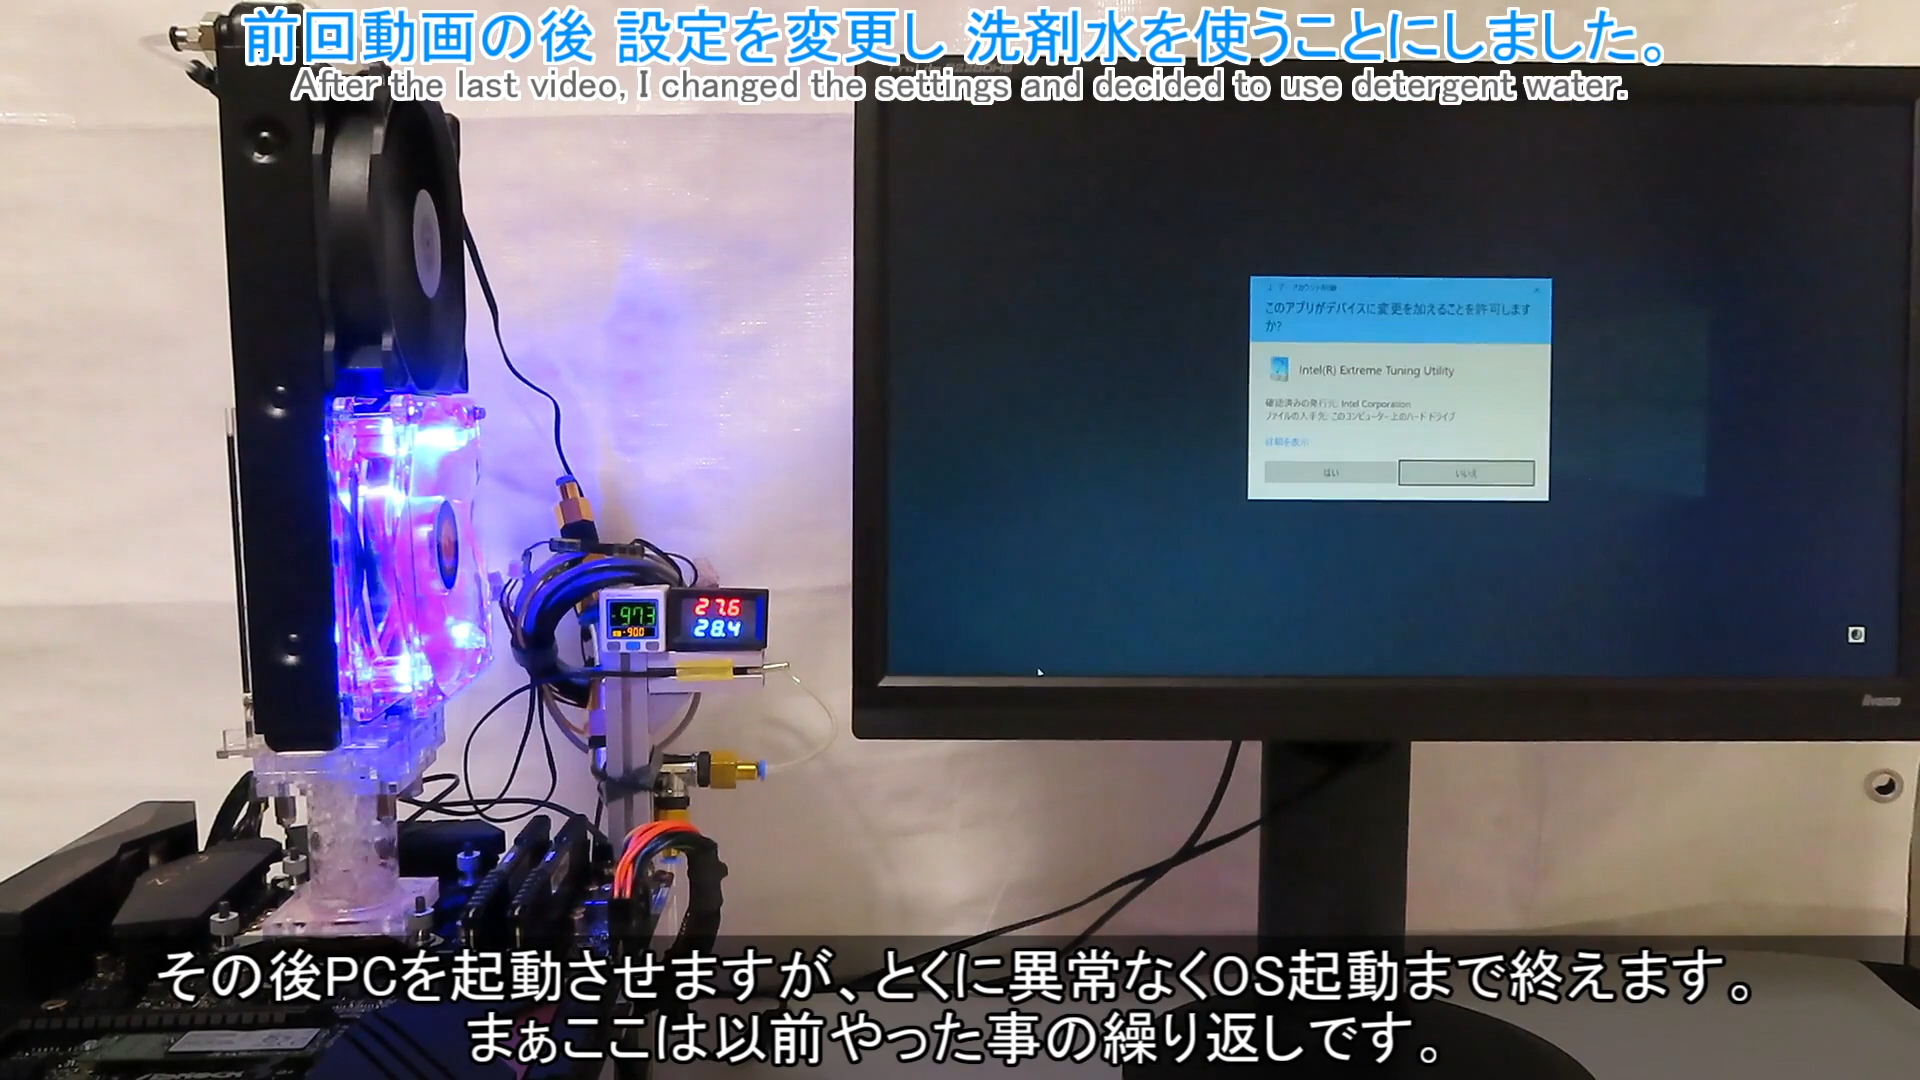 前回動画の後 設定を変更し 洗剤水を使うことにしました。
After the last video, I changed the settings and decided to use detergent water.
このアプリがデバイスに変更を加えることを許可します
か?
Intel(R) Extreme Tuning Utility
確認済みの発行元: Intel Corporation
ファイルの入手先: このコンピューター上のハード ドライブ
詳細を表示
はい
いいえ
-973
-90.0
27.6
28.4
iiyama
その後PCを起動させますが、とくに異常なくOS起動まで終えます。
まぁここは以前やった事の繰り返しです。